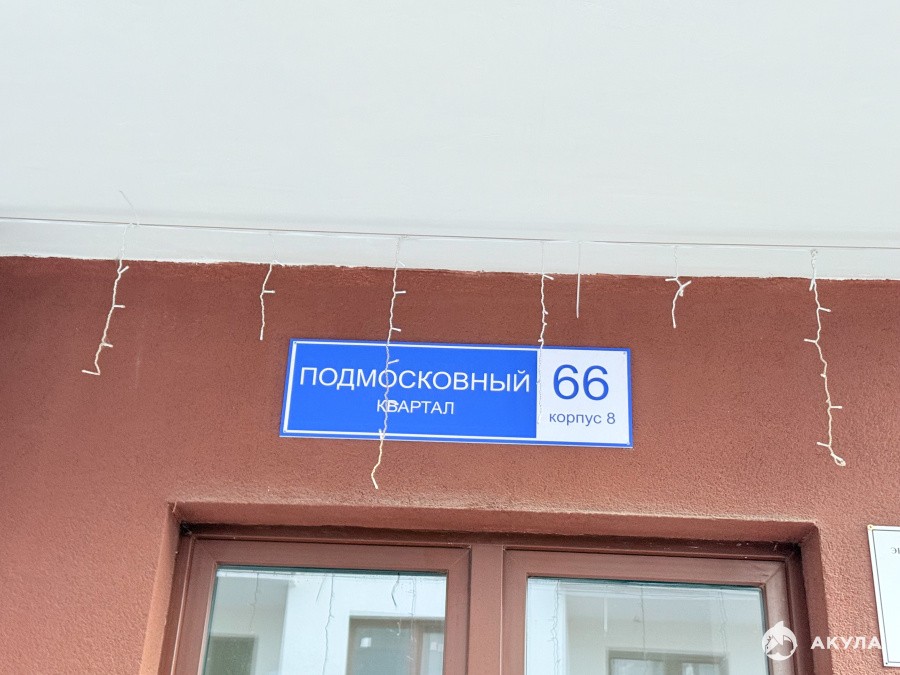 ПОДМОСКОВНЫЙ
КВАРТАЛ
66
корпус 8
АКУЛА